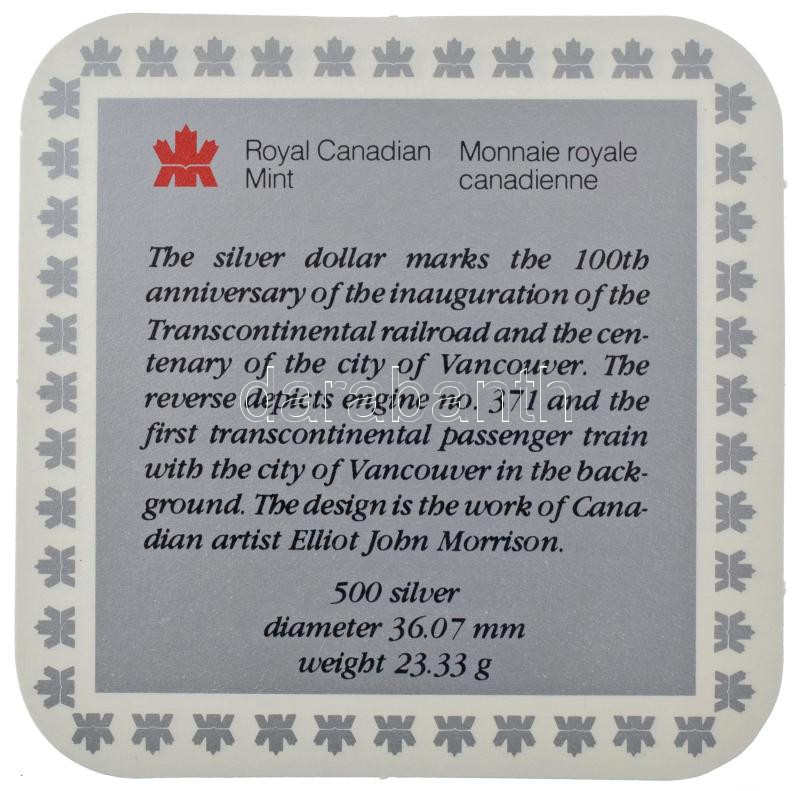 Royal Canadian Mint
Monnaie royale canadienne
The silver dollar marks the 100th
anniversary of the inauguration of the
Transcontinental railroad and the cen-
tenary of the city of Vancouver. The
reverse depicts engine no. 371 and the
first transcontinental passenger train
with the city of Vancouver in the back-
ground. The design is the work of Cana-
dian artist Elliot John Morrison.
500 silver
diameter 36.07 mm
weight 23.33 g
darabanth